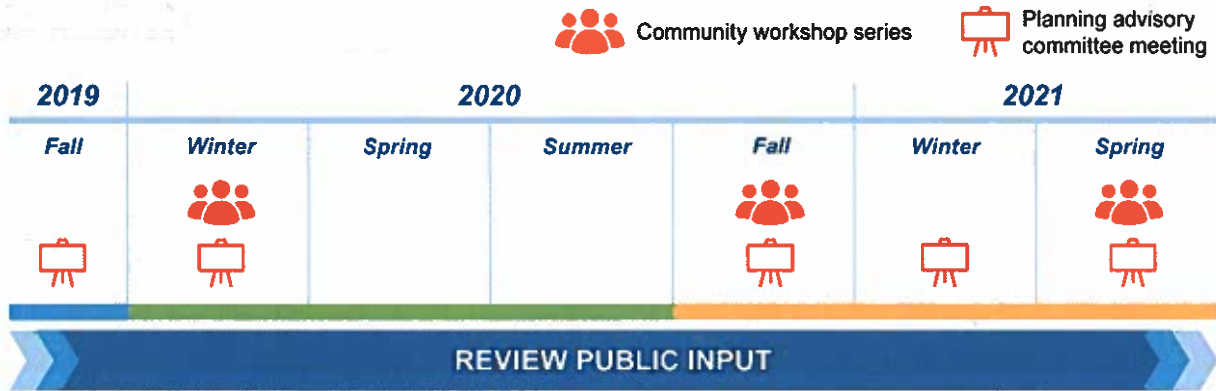 Community workshop series
Planning advisory
committee meeting
2019 2020 2021
Fall Winter Spring Summer Fall Winter Spring
REVIEW PUBLIC INPUT